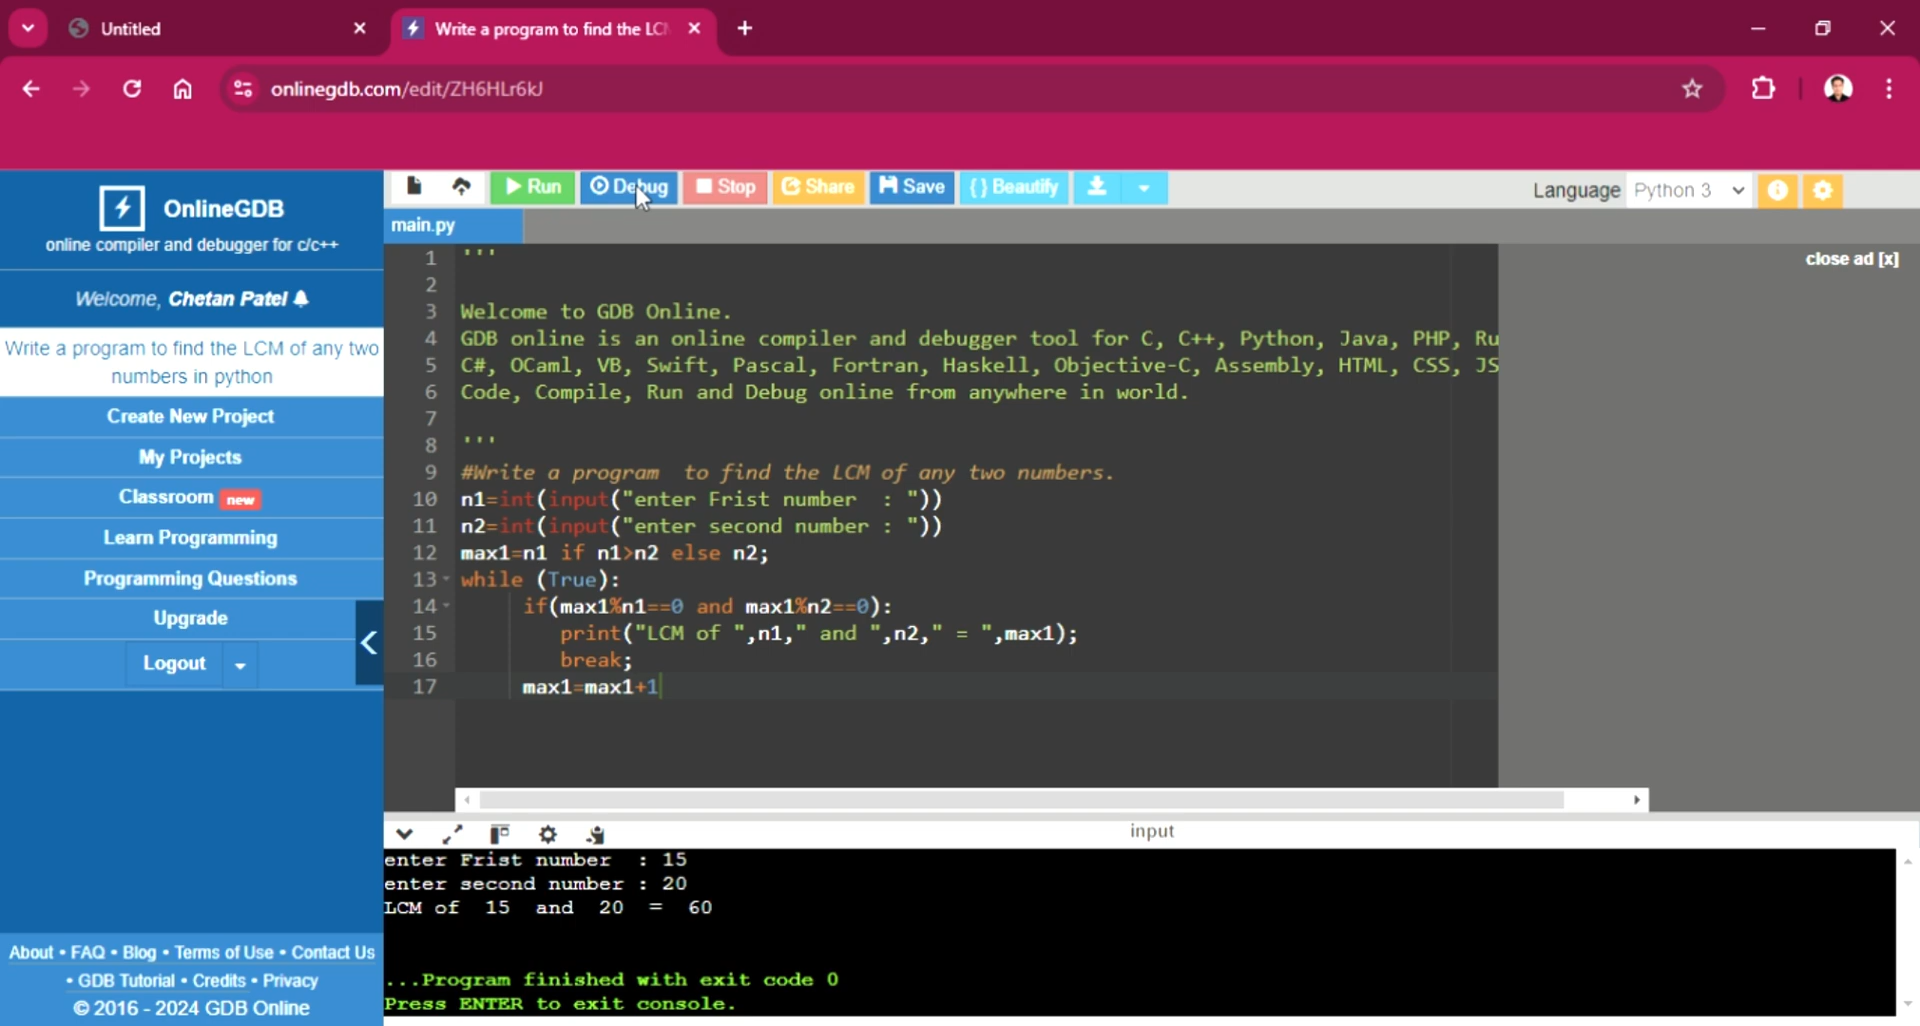 Untitled
Write a program to find the LC
onlinegdb.com/edit/ZH6HLr6kJ
OnlineGDB
online compiler and debugger for c/c++
Welcome, Chetan Patel
Write a program to find the LCM of any two
numbers in python
Create New Project
My Projects
Classroom new
Learn Programming
Programming Questions
Upgrade
Logout
About • FAQ • Blog • Terms of Use • Contact Us
• GDB Tutorial • Credits • Privacy
© 2016 - 2024 GDB Online
Run Debug Stop Share Save {} Beautify
Language Python 3
main.py
close ad [x]
1 '''
2
3 Welcome to GDB Online.
4 GDB online is an online compiler and debugger tool for C, C++, Python, Java, PHP, Ru
5 C#, OCaml, VB, Swift, Pascal, Fortran, Haskell, Objective-C, Assembly, HTML, CSS, JS
6 Code, Compile, Run and Debug online from anywhere in world.
7
8 '''
9 #Write a program  to find the LCM of any two numbers.
10 n1=int(input("enter Frist number  : "))
11 n2=int(input("enter second number : "))
12 max1=n1 if n1>n2 else n2;
13 while (True):
14 if(max1%n1==0 and max1%n2==0):
15 print("LCM of ",n1," and ",n2," = ",max1);
16 break;
17 max1=max1+1
input
enter Frist number  : 15
enter second number : 20
LCM of  15  and  20  =  60
...Program finished with exit code 0
Press ENTER to exit console.